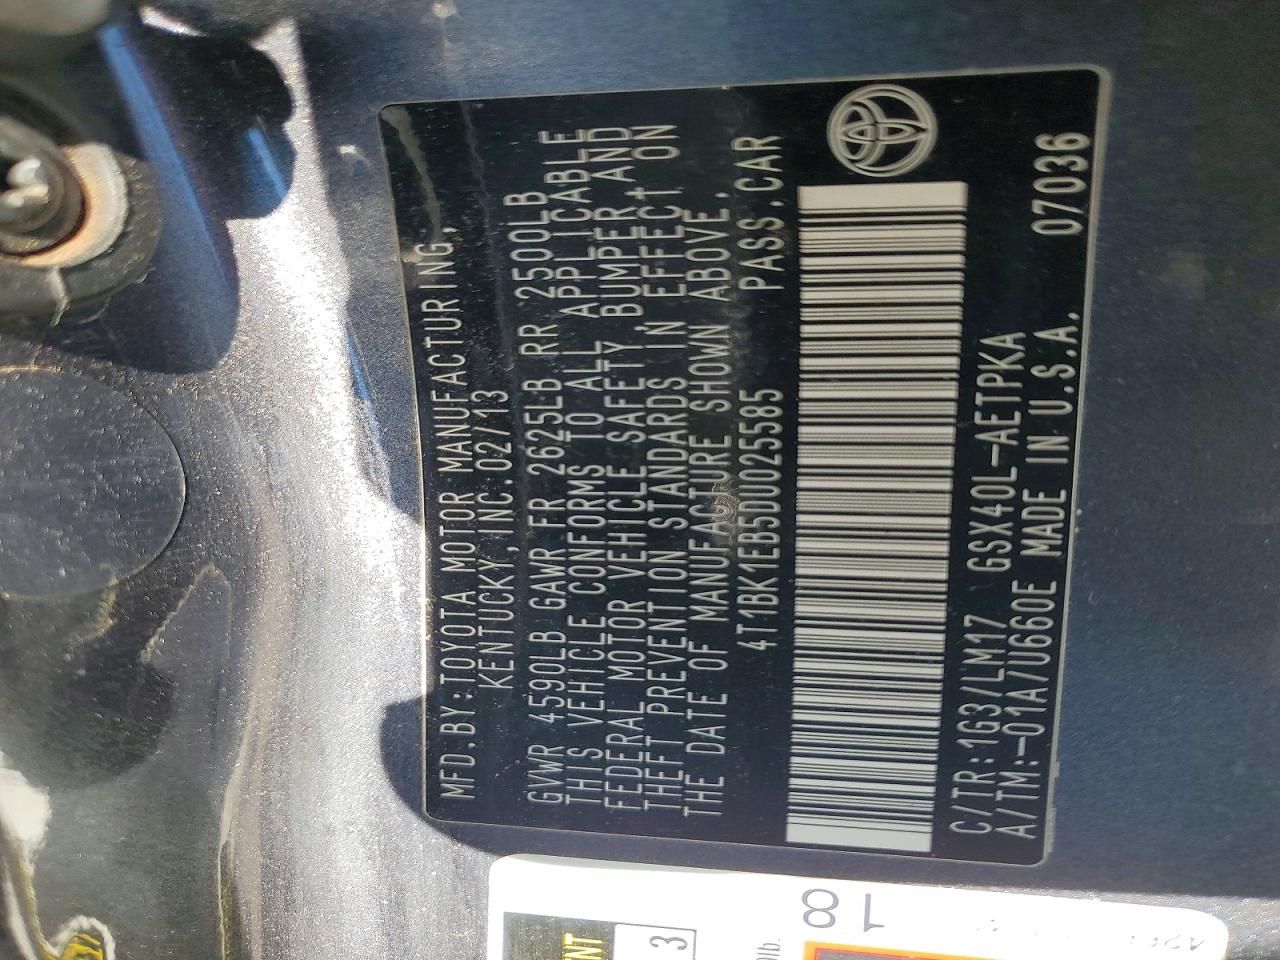 MFD.BY:TOYOTA MOTOR MANUFACTURING,
KENTUCKY,INC.02/13
GVWR 4590LB GAWR FR 2625LB RR 2500LB
THIS VEHICLE CONFORMS TO ALL APPLICABLE
FEDERAL MOTOR VEHICLE SAFETY,BUMPER,AND
THEFT PREVENTION STANDARDS IN EFFECT ON
THE DATE OF MANUFACTURE SHOWN ABOVE.
4T1BK1EB5DU025585 PASS.CAR
C/TR:1G3/LM17 GSX40L-AETPKA 07036
A/TM:-01A/U660E MADE IN U.S.A.
3
18